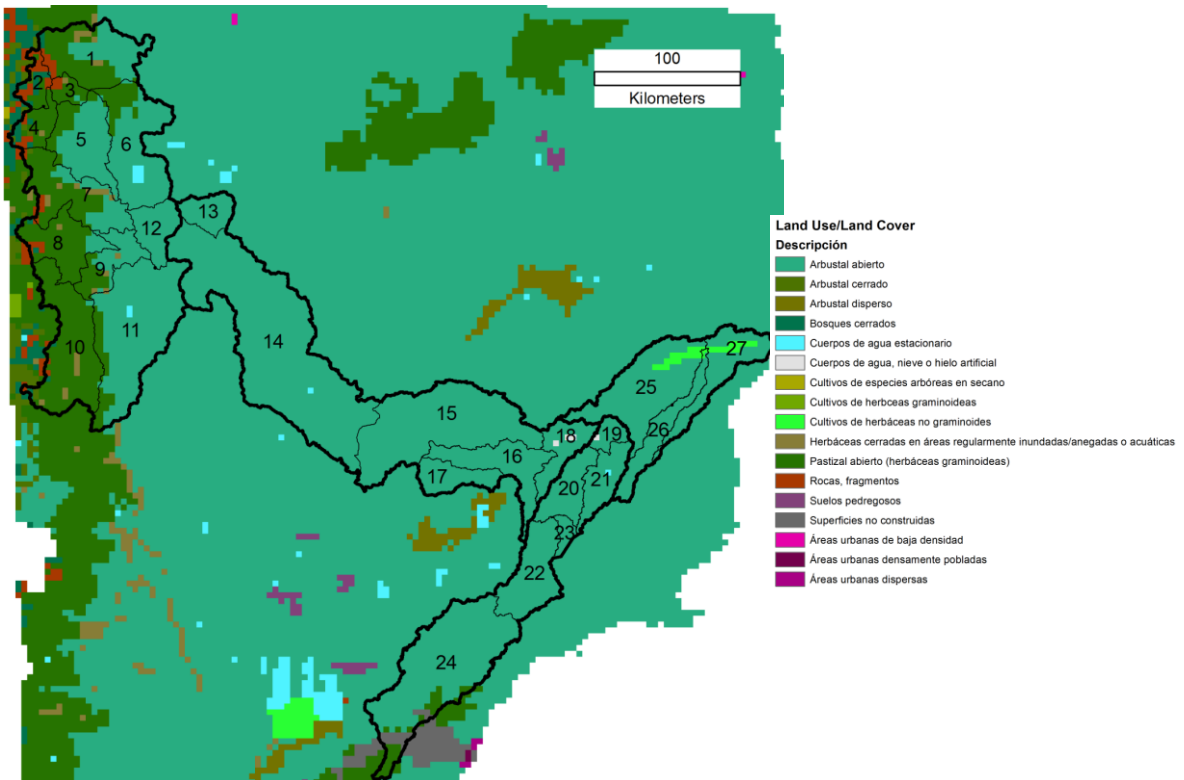 100
Kilometers
1
2
3
4
5
6
7
8
9
10
11
12
13
14
15
16
17
18
19
20
21
22
23
24
25
26
27
Land Use/Land Cover
Descripción
Arbustal abierto
Arbustal cerrado
Arbustal disperso
Bosques cerrados
Cuerpos de agua estacionario
Cuerpos de agua, nieve o hielo artificial
Cultivos de especies arbóreas en secano
Cultivos de herbceas graminoideas
Cultivos de herbáceas no graminoides
Herbáceas cerradas en áreas regularmente inundadas/anegadas o acuáticas
Pastizal abierto (herbáceas graminoideas)
Rocas, fragmentos
Suelos pedregosos
Superficies no construidas
Áreas urbanas de baja densidad
Áreas urbanas densamente pobladas
Áreas urbanas dispersas